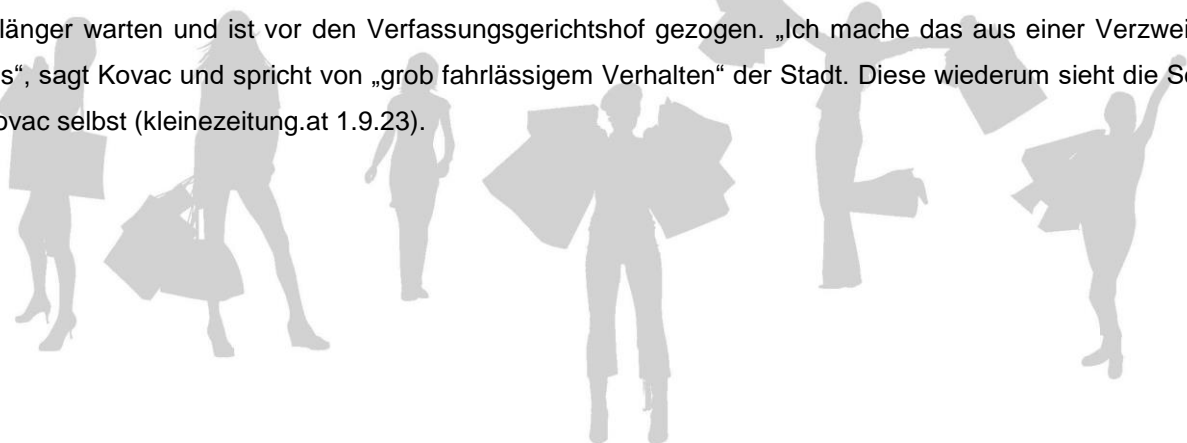 länger warten und ist vor den Verfassungsgerichtshof gezogen. „Ich mache das aus einer Verzwei
s“, sagt Kovac und spricht von „grob fahrlässigem Verhalten“ der Stadt. Diese wiederum sieht die S
ovac selbst (kleinezeitung.at 1.9.23).